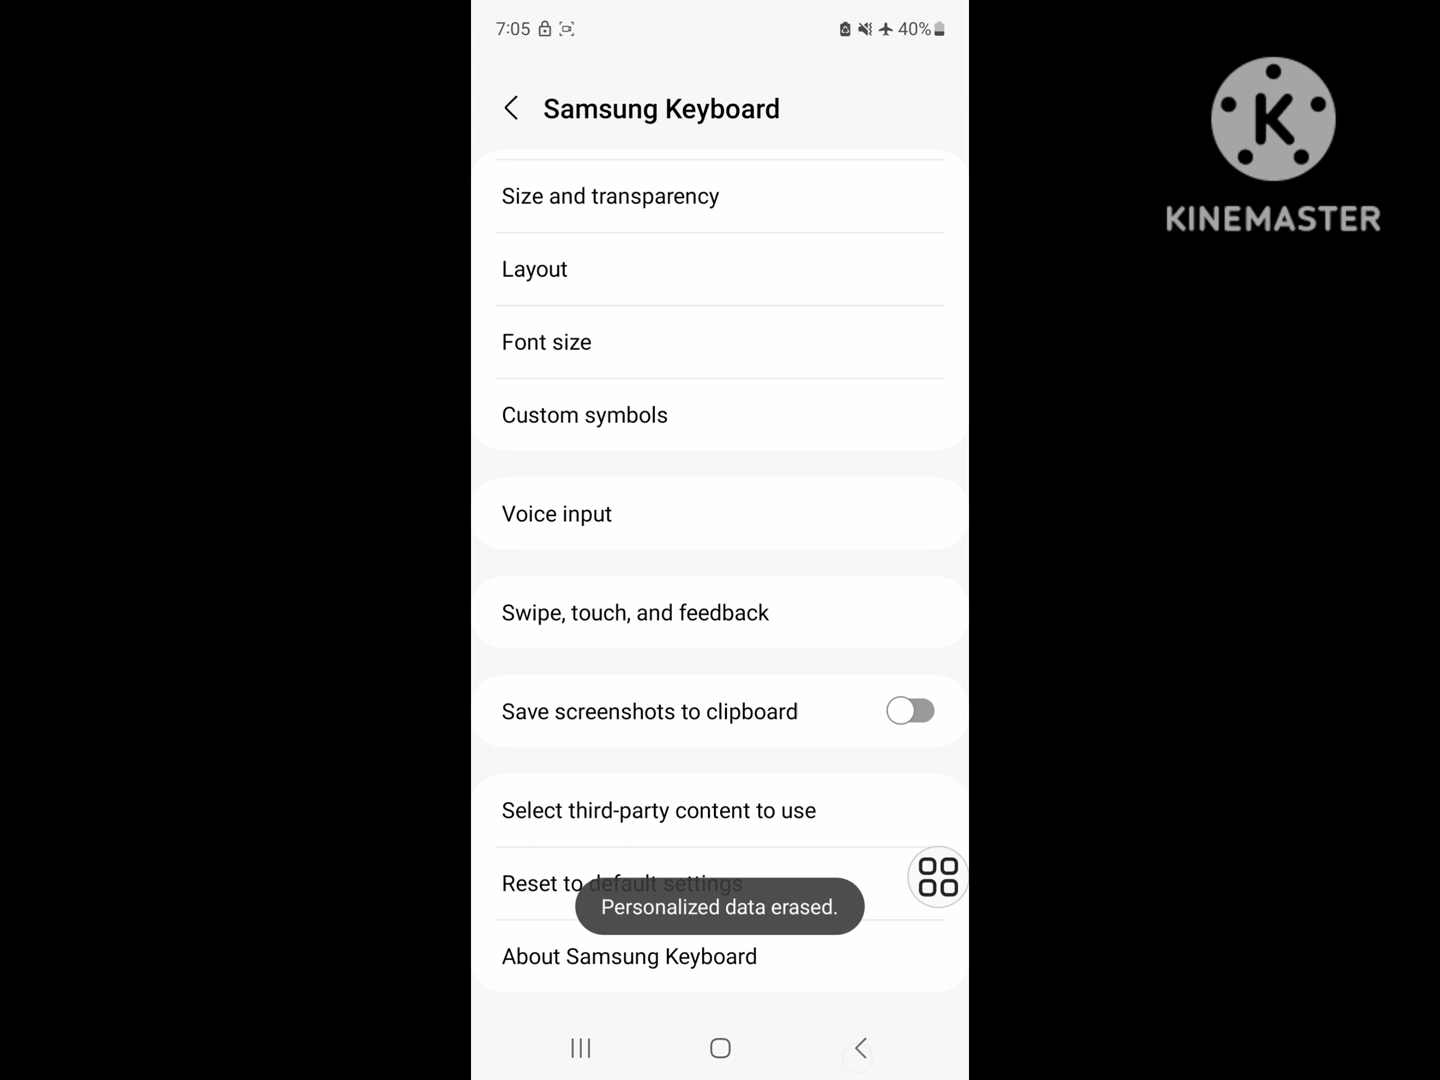 7:05
40%
K
KINEMASTER
Samsung Keyboard
Size and transparency
Layout
Font size
Custom symbols
Voice input
Swipe, touch, and feedback
Save screenshots to clipboard
Select third-party content to use
Reset to default settings
Personalized data erased.
About Samsung Keyboard